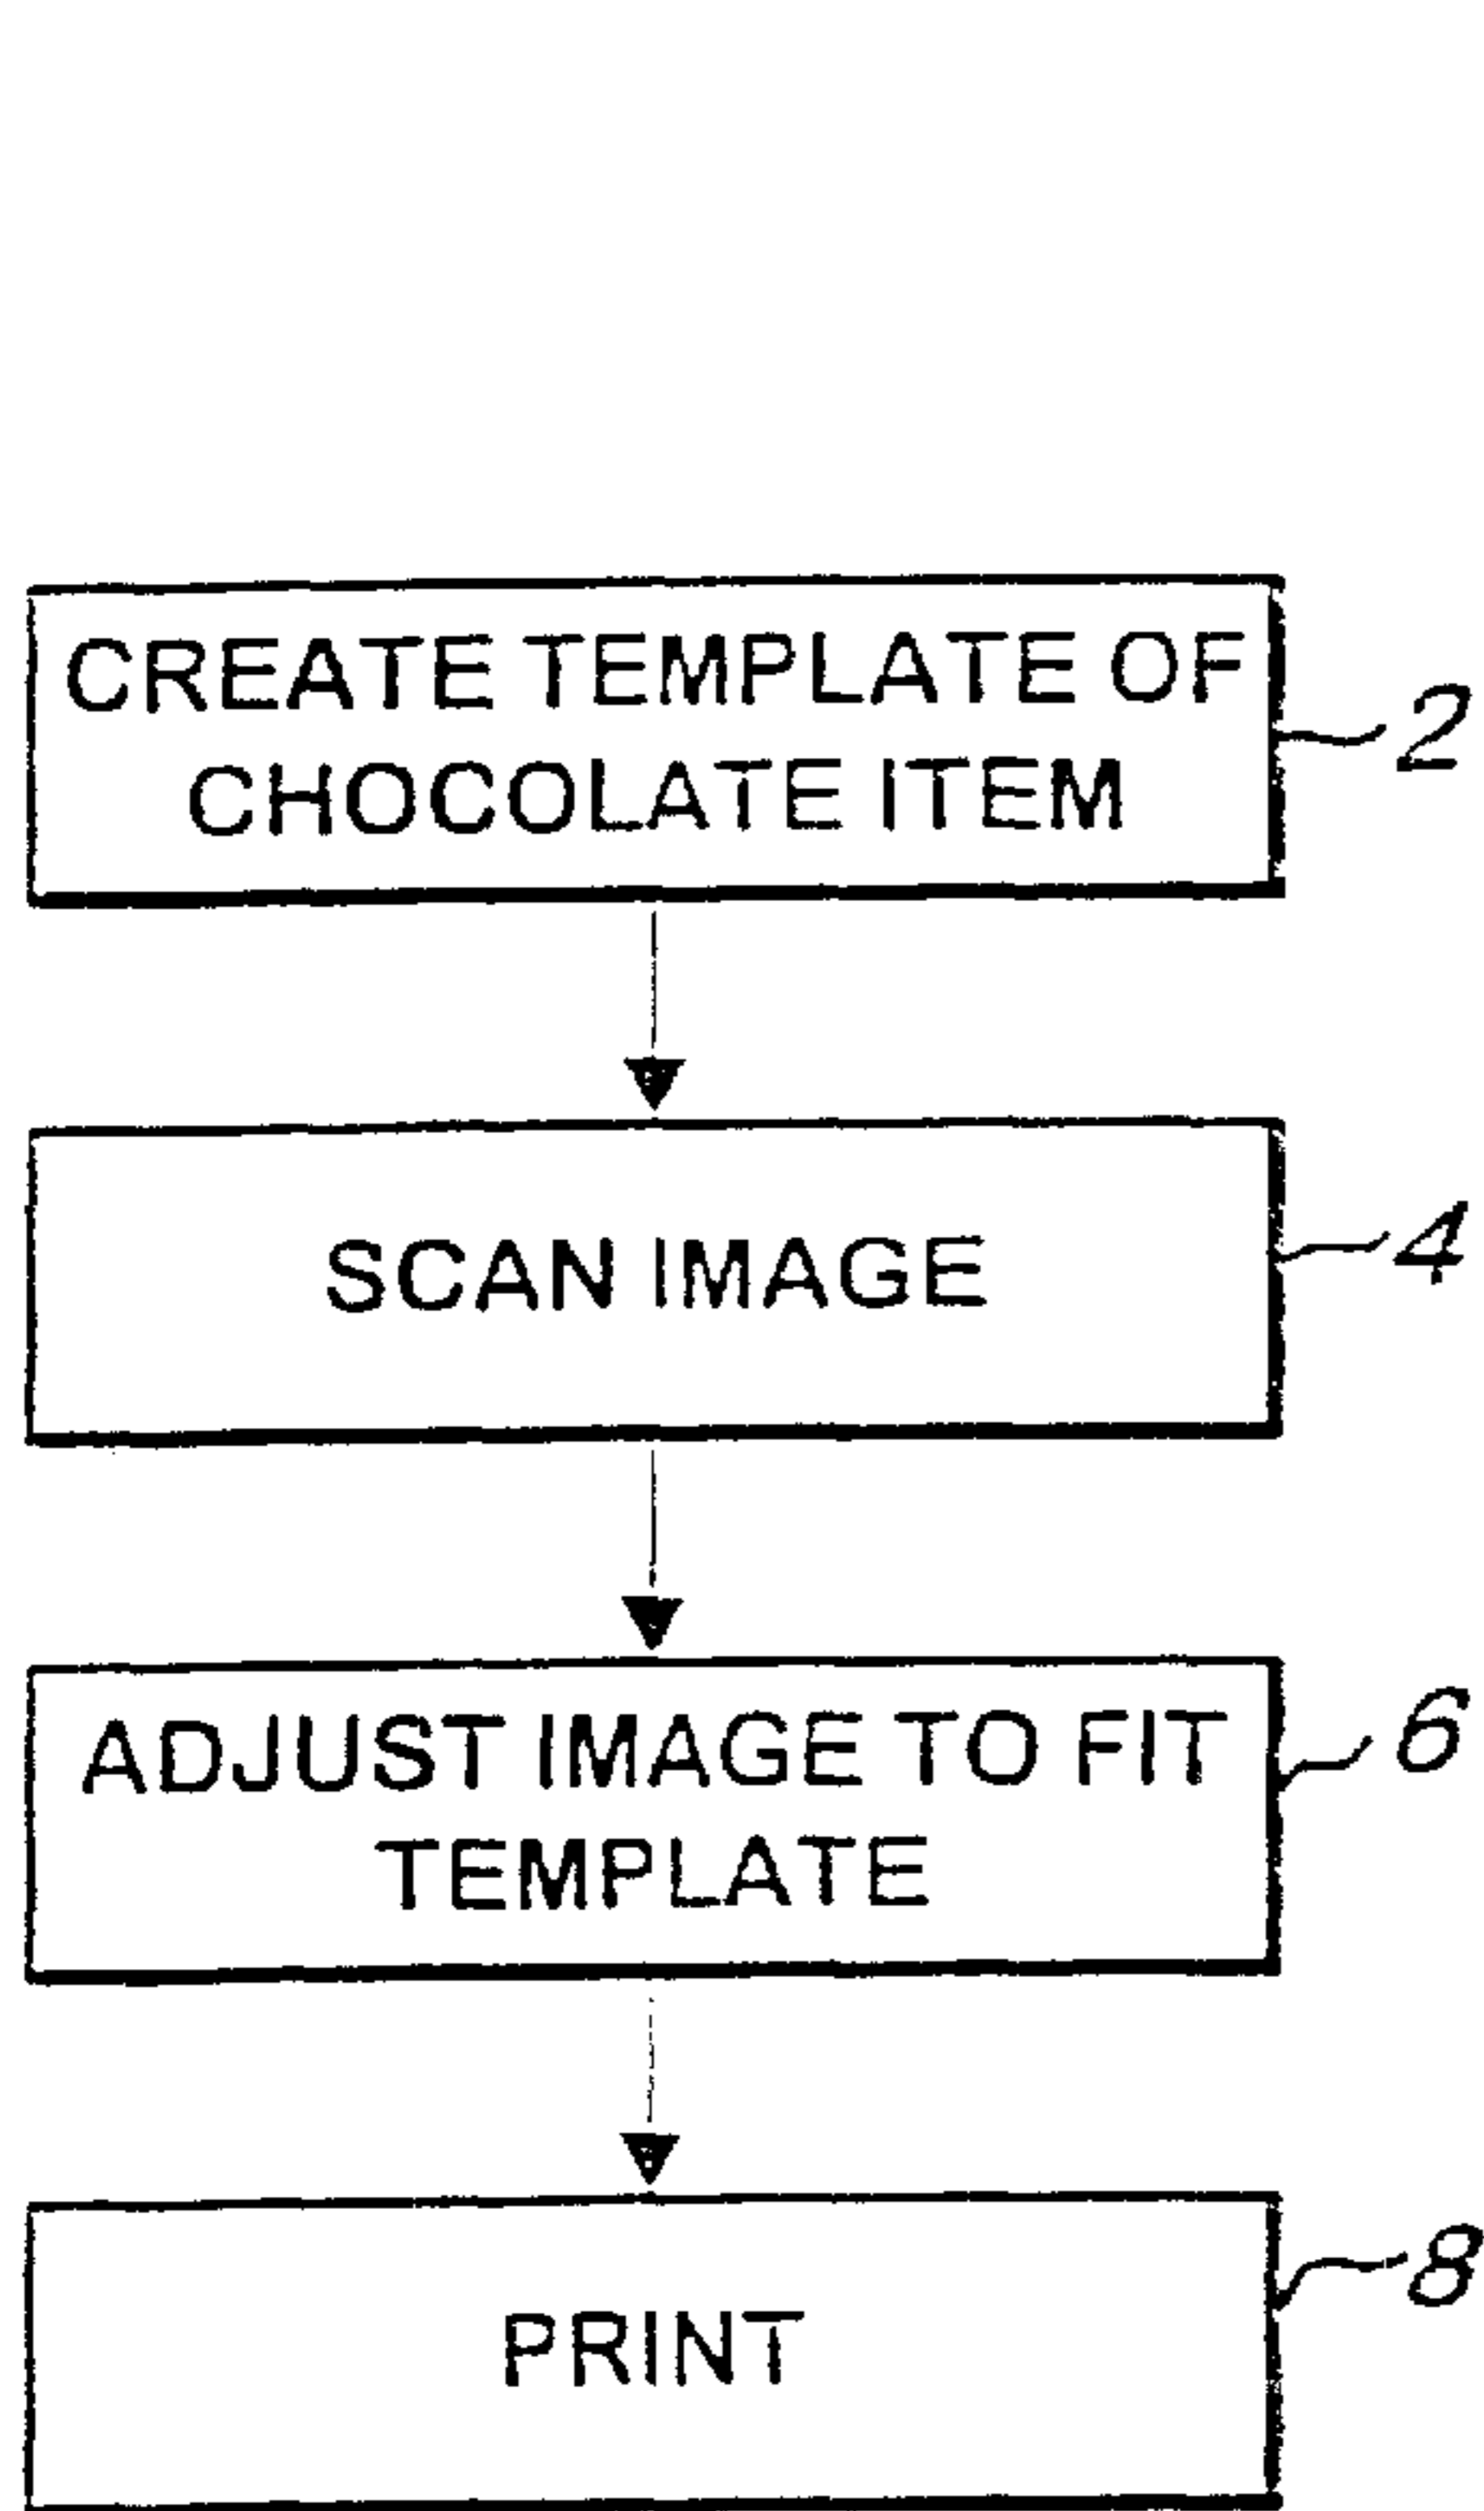 CREATE TEMPLATE OF
CHOCOLATE ITEM
2
SCAN IMAGE
4
ADJUST IMAGE TO FIT
TEMPLATE
6
PRINT
8